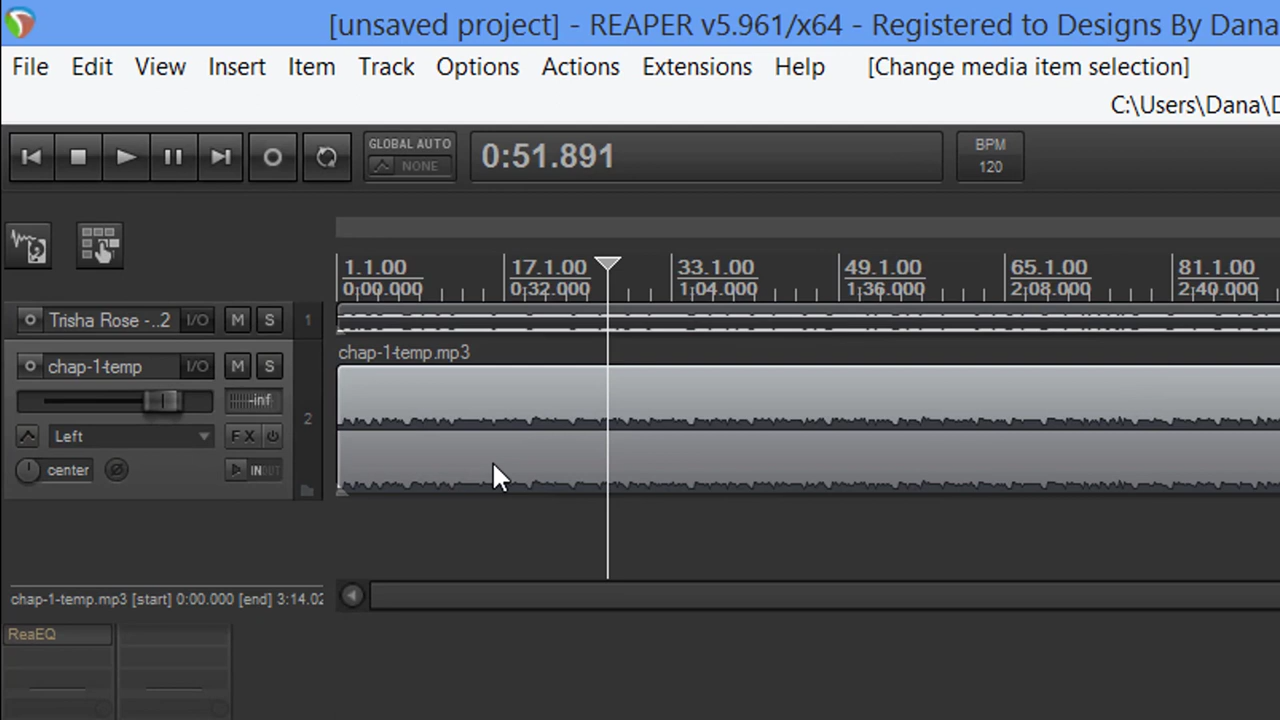 [unsaved project] - REAPER v5.961/x64 - Registered to Designs By Dana
File Edit View Insert Item Track Options Actions Extensions Help [Change media item selection]
C:\Users\Dana\D
GLOBAL AUTO
NONE
0:51.891
BPM
120
1.1.00 17.1.00 33.1.00 49.1.00 65.1.00 81.1.00
0:00.000 0:32.000 1:04.000 1:36.000 2:08.000 2:40.000
Trisha Rose -..2 I/O M S 1
chap-1-temp.mp3
chap-1-temp I/O M S
-inf
2
Left FX
center IN OUT
chap-1-temp.mp3 [start] 0:00.000 [end] 3:14.02
ReaEQ